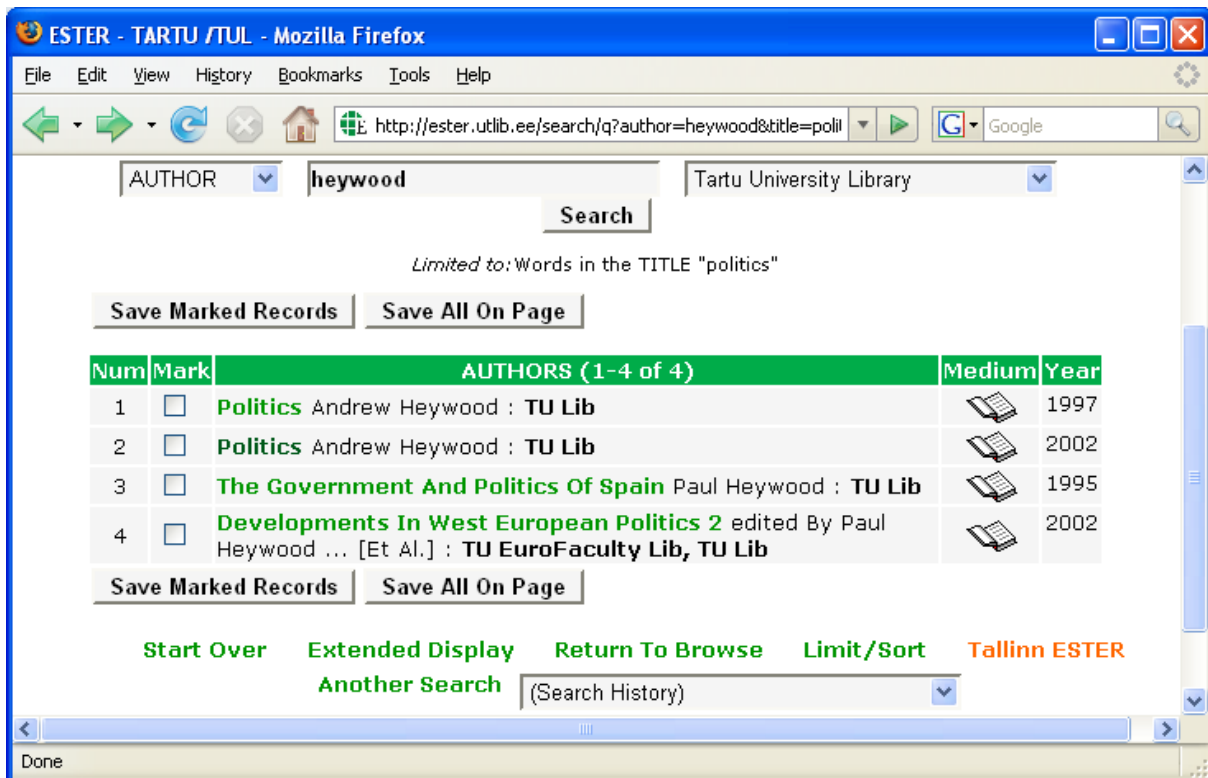 ESTER - TARTU /TUL - Mozilla Firefox
File Edit View History Bookmarks Tools Help
http://ester.utlib.ee/search/q?author=heywood&title=polit G Google
AUTHOR heywood Tartu University Library
Search
Limited to: Words in the TITLE "politics"
Save Marked Records Save All On Page
Num Mark AUTHORS (1-4 of 4) Medium Year
1 Politics Andrew Heywood : TU Lib 1997
2 Politics Andrew Heywood : TU Lib 2002
3 The Government And Politics Of Spain Paul Heywood : TU Lib 1995
4 Developments In West European Politics 2 edited By Paul 2002
Heywood ... [Et Al.] : TU EuroFaculty Lib, TU Lib
Save Marked Records Save All On Page
Start Over Extended Display Return To Browse Limit/Sort Tallinn ESTER
Another Search (Search History)
Done